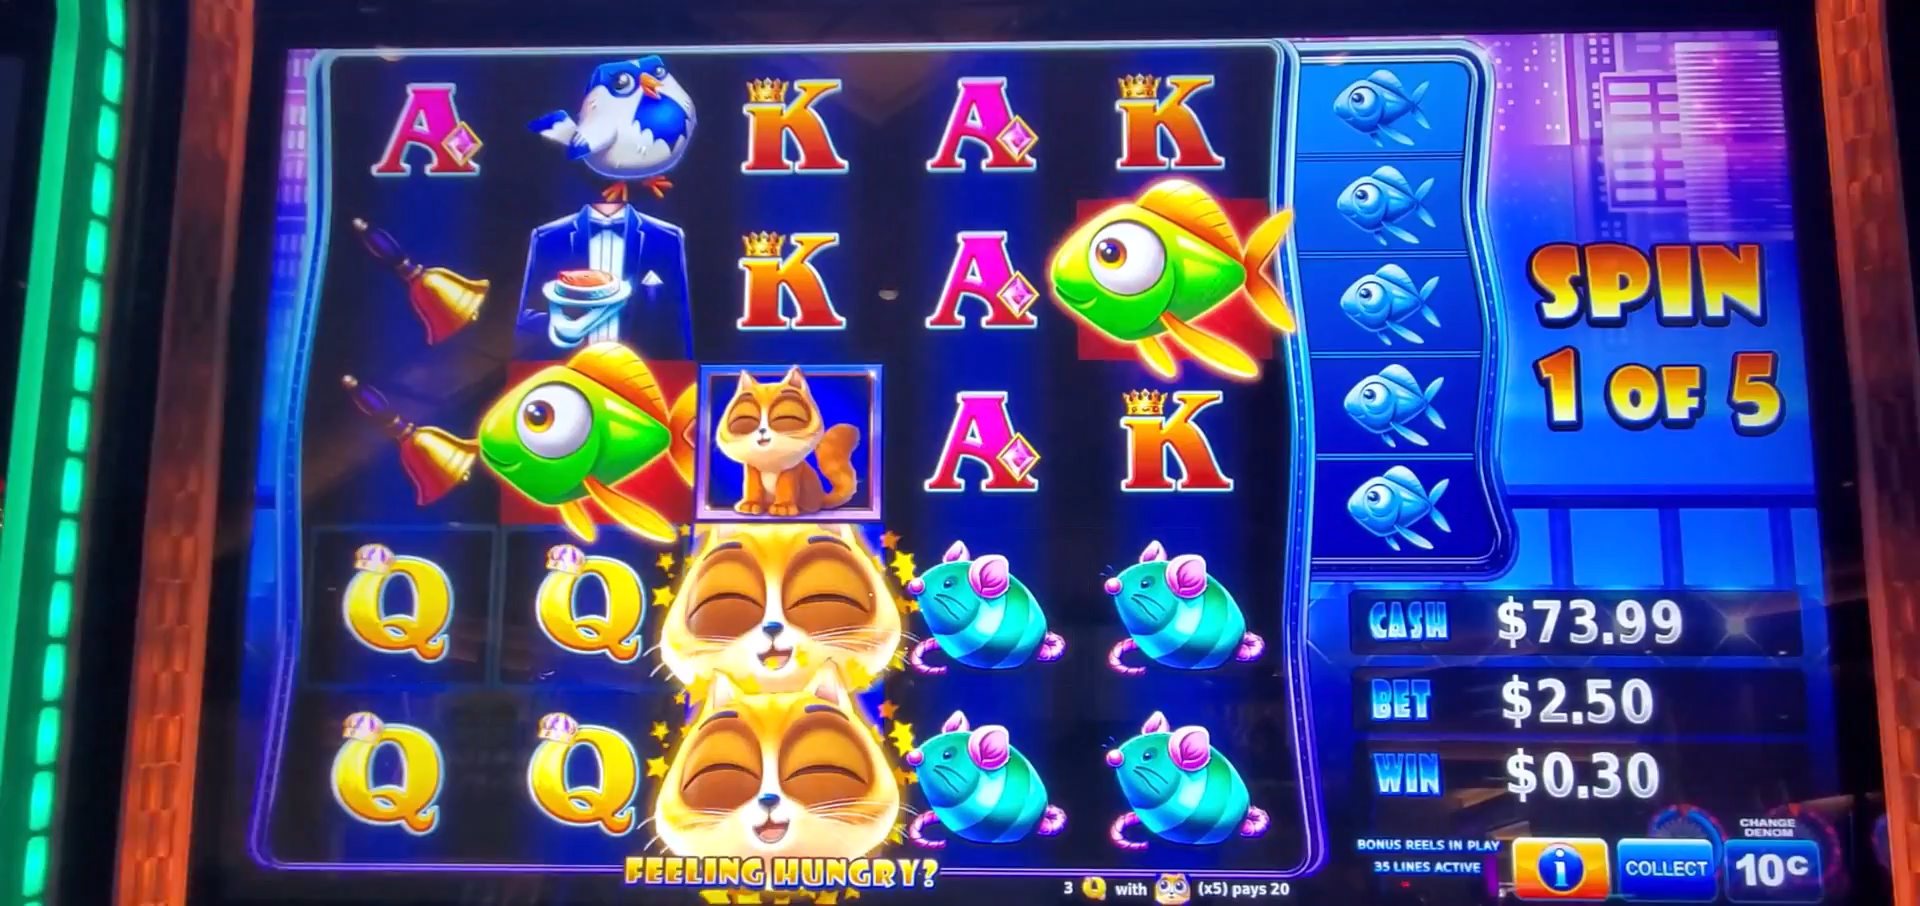 A K A K
K A
A K
Q Q
Q Q
SPIN
1 OF 5
CASH $73.99
BET $2.50
WIN $0.30
FEELING HUNGRY?
3 Q with (x5) pays 20
BONUS REELS IN PLAY
35 LINES ACTIVE
i
COLLECT
CHANGE
DENOM
10¢